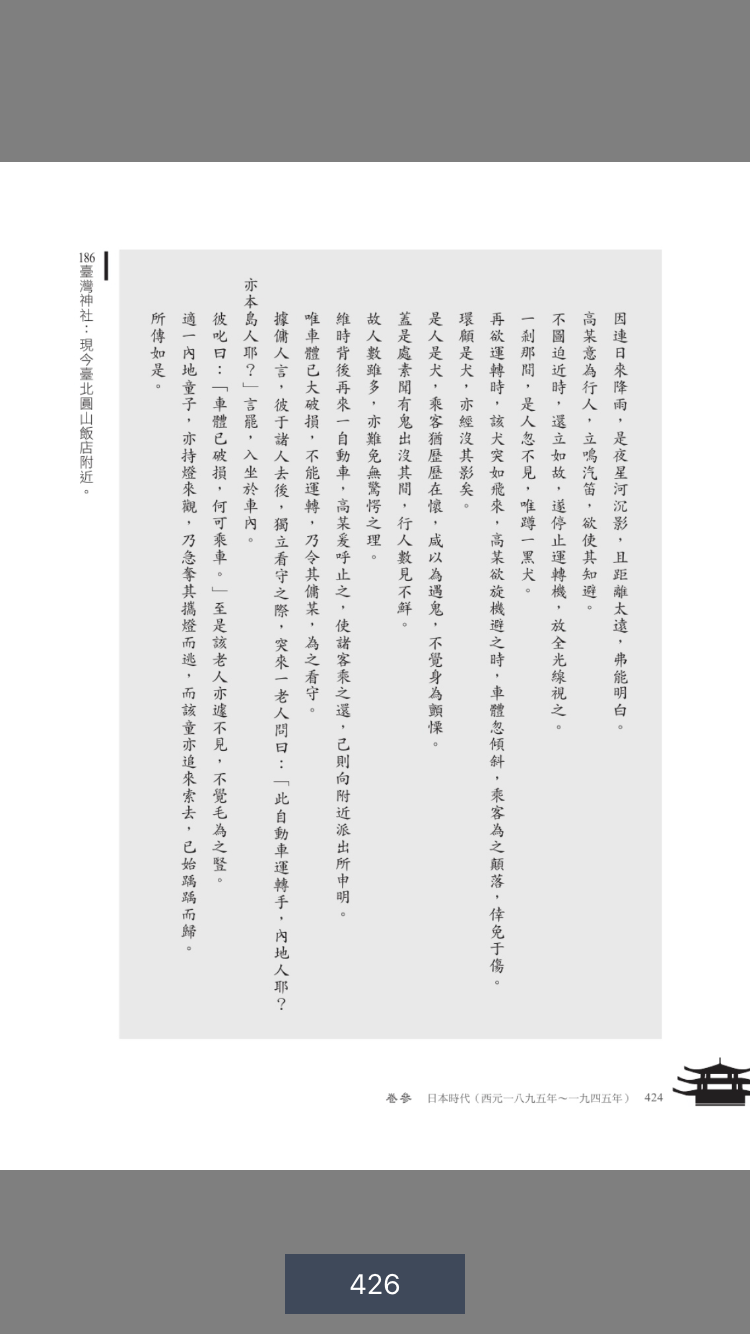 因連日來降雨，是夜星河沉影，且距離太遠，弗能明白。
高某意為行人，立鳴汽笛，欲使其知避。
不圖迫近時，還立如故，遂停止運轉機，放全光線視之。
一剎那間，是人忽不見，唯蹲一黑犬。
再欲運轉時，該犬突如飛來，高某欲旋機避之時，車體忽傾斜，乘客為之顛落，倖免于傷。
環顧是犬，亦經沒其影矣。
是人是犬，乘客猶歷歷在懷，咸以為遇鬼，不覺身為顫慄。
蓋是處素聞有鬼出沒其間，行人數見不鮮。
故人數雖多，亦難免無驚愕之理。
維時背後再來一自動車，高某爰呼止之，使諸客乘之還，己則向附近派出所申明。
唯車體已大破損，不能運轉，乃令其傭某，為之看守。
據傭人言，彼于諸人去後，獨立看守之際，突來一老人問曰：「此自動車運轉手，內地人耶？
亦本島人耶？」言罷，入坐於車內。
彼叱曰：「車體已破損，何可乘車。」至是該老人亦遽不見，不覺毛為之豎。
適一內地童子，亦持燈來觀，乃急奪其攜燈而逃，而該童亦追來索去，已始踽踽而歸。
所傳如是。
186臺灣神社：現今臺北圓山飯店附近。
卷參 日本時代（西元一八九五年～一九四五年） 424
426